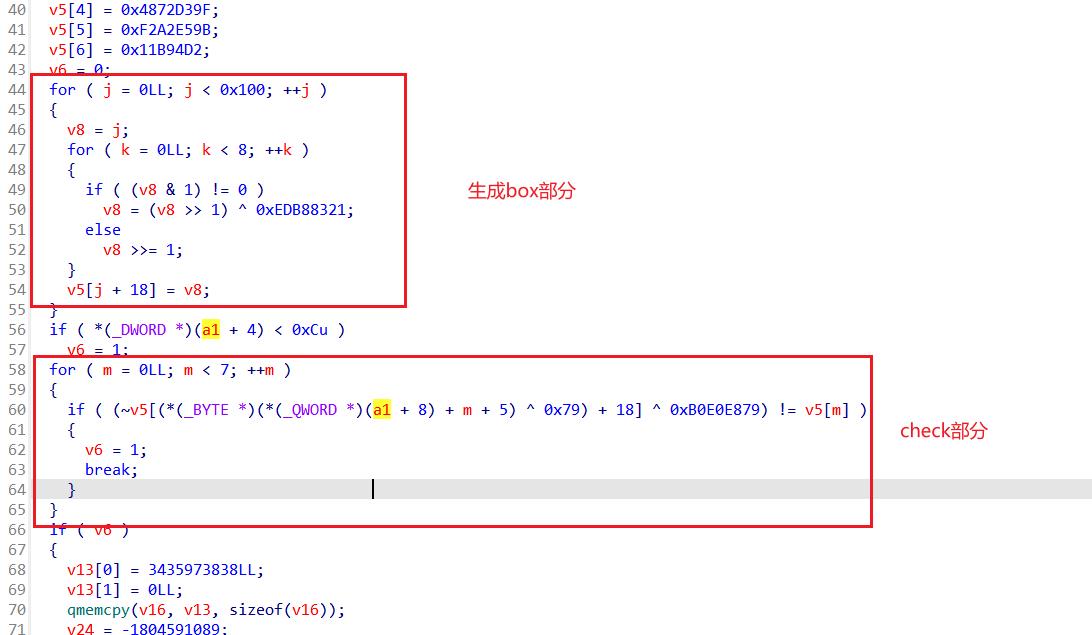 40 v5[4] = 0x4872D39F;
41 v5[5] = 0xF2A2E59B;
42 v5[6] = 0x11B94D2;
43 v6 = 0;
44 for ( j = 0LL; j < 0x100; ++j )
45 {
46 v8 = j;
47 for ( k = 0LL; k < 8; ++k )
48 {
49 if ( (v8 & 1) != 0 )
50 v8 = (v8 >> 1) ^ 0xEDB88321;
51 else
52 v8 >>= 1;
53 }
54 v5[j + 18] = v8;
55 }
生成box部分
56 if ( *(_DWORD *)(a1 + 4) < 0xCu )
57 v6 = 1;
58 for ( m = 0LL; m < 7; ++m )
59 {
60 if ( (~v5[(*(_BYTE *)(*(_QWORD *)(a1 + 8) + m + 5) ^ 0x79) + 18] ^ 0xB0E0E879) != v5[m] )
61 {
62 v6 = 1;
63 break;
64 }
65 }
check部分
66 if ( v6 )
67 {
68 v13[0] = 3435973838LL;
69 v13[1] = 0LL;
70 qmemcpy(v16, v13, sizeof(v16));
71 v24 = -1804591089;